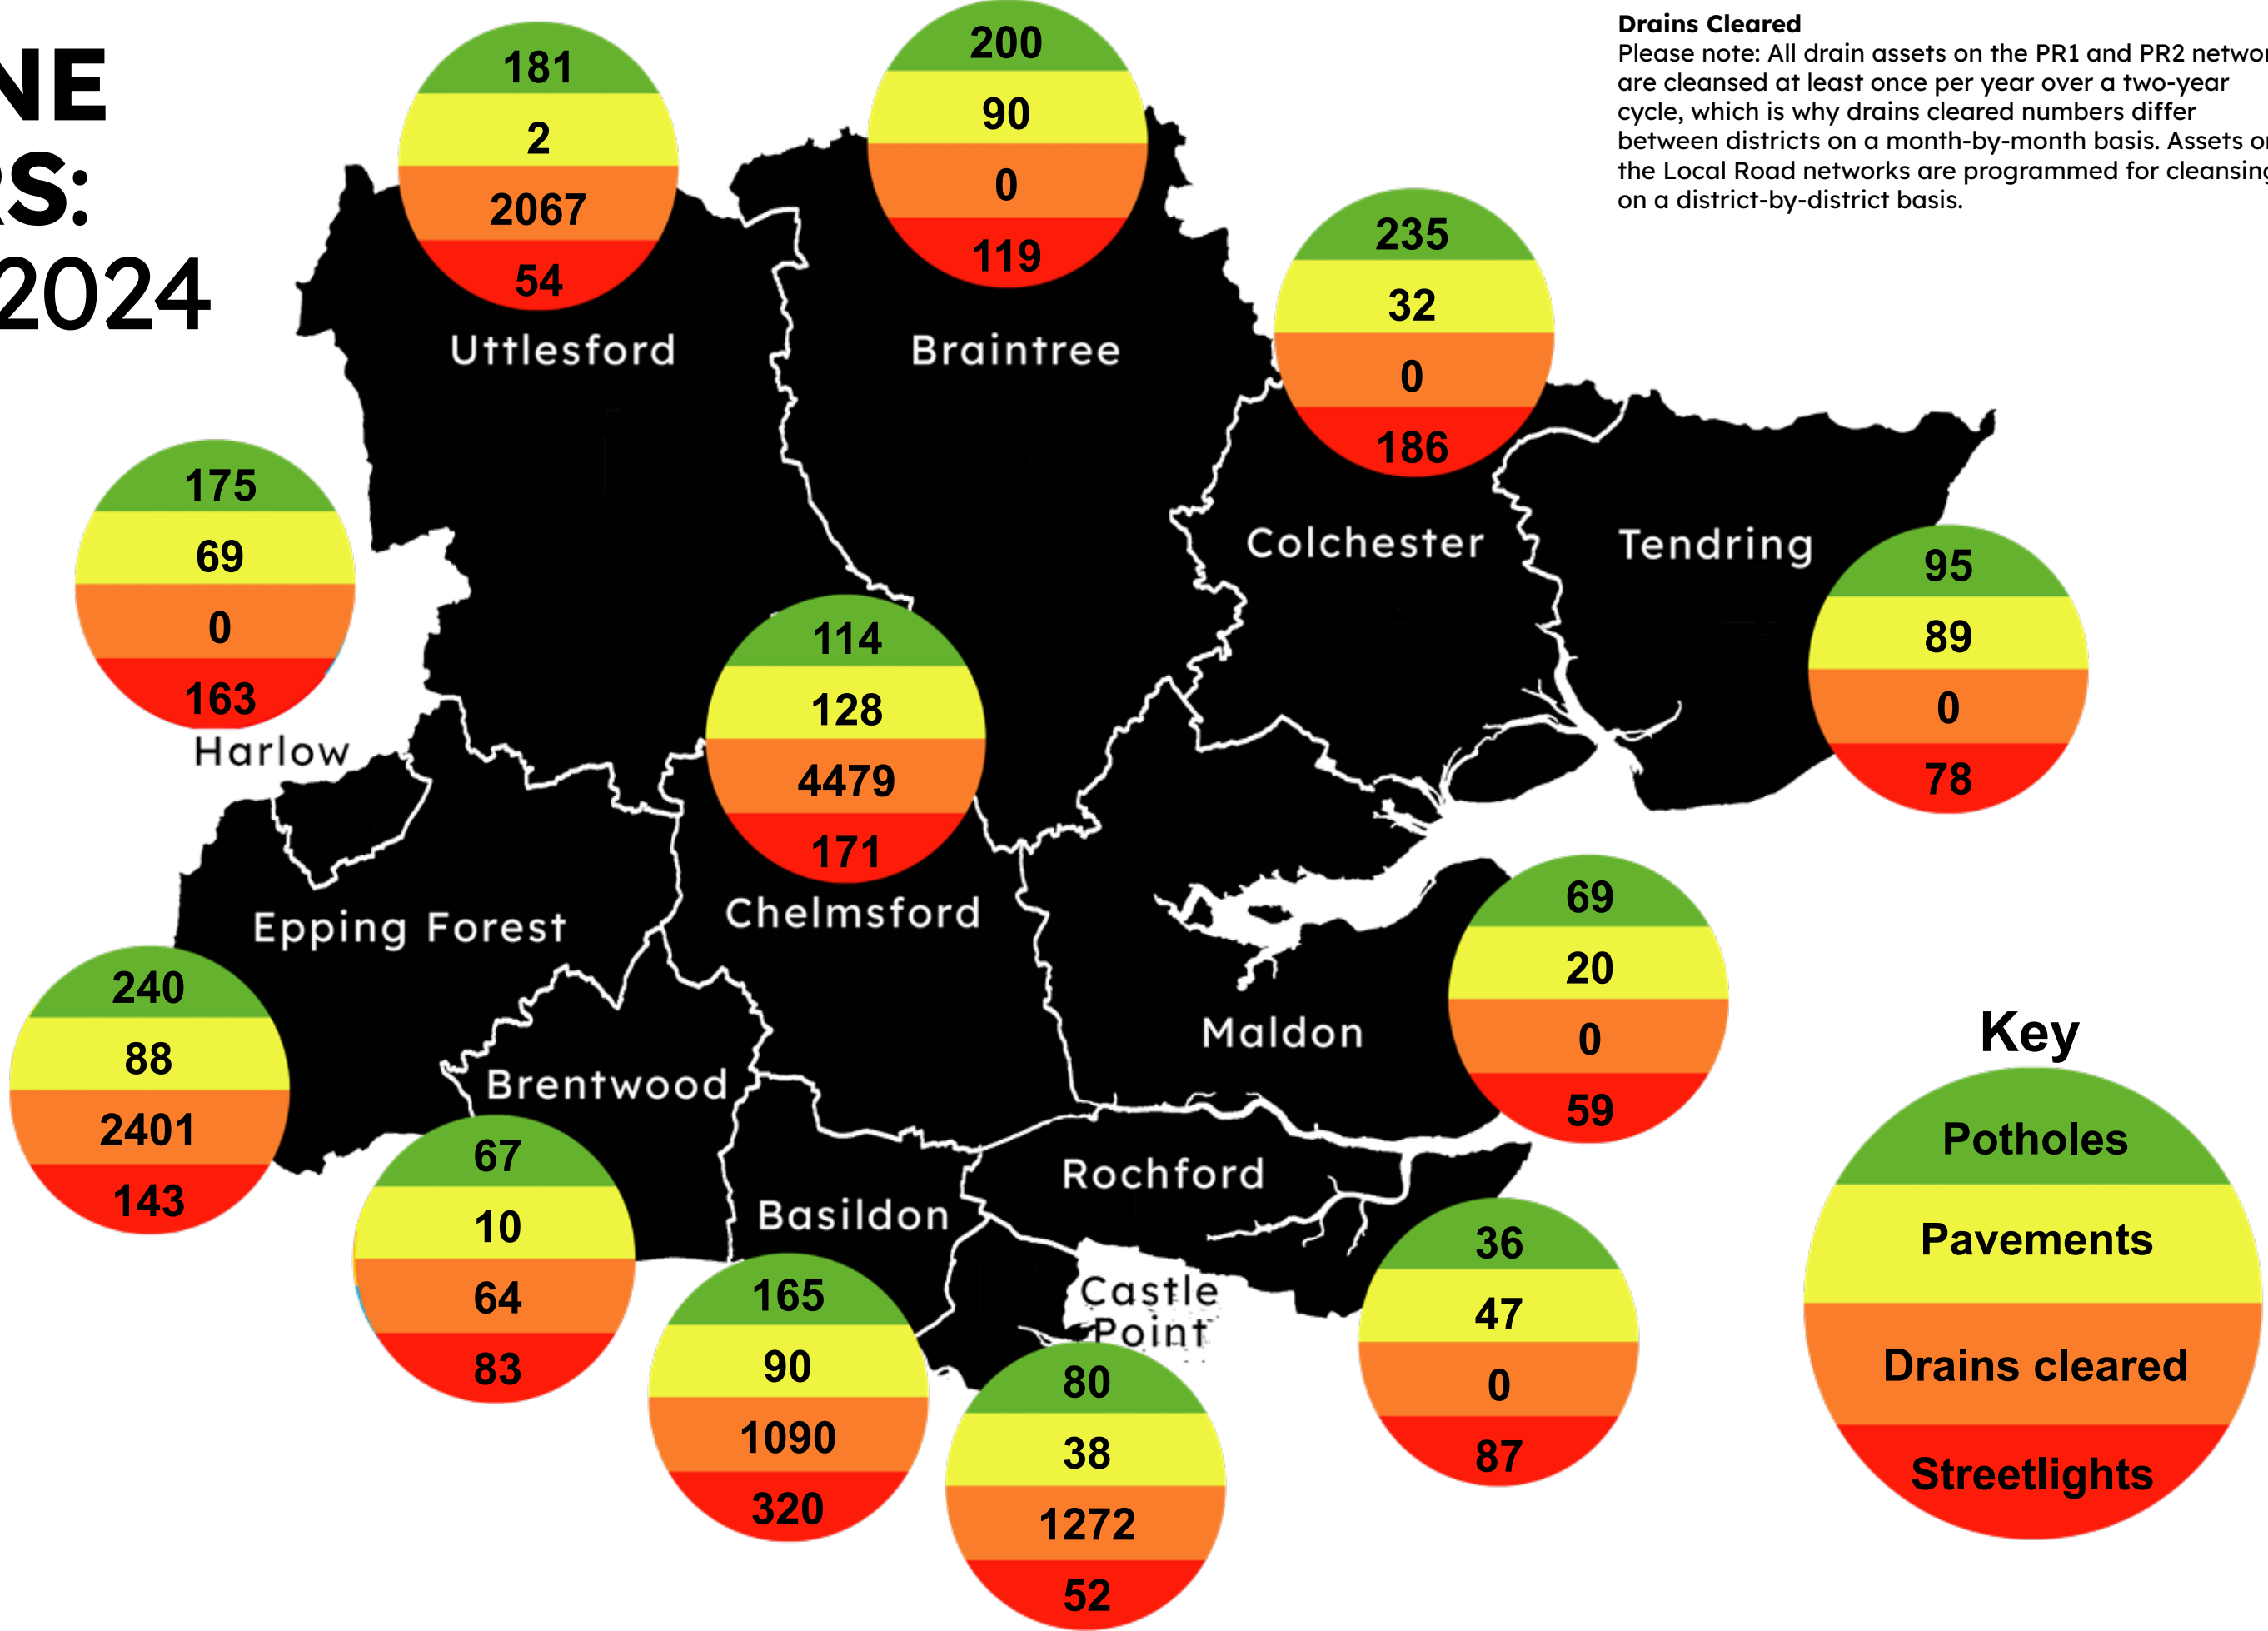 NE
RS:
2024
Drains Cleared
Please note: All drain assets on the PR1 and PR2 networ
are cleansed at least once per year over a two-year
cycle, which is why drains cleared numbers differ
between districts on a month-by-month basis. Assets on
the Local Road networks are programmed for cleansing
on a district-by-district basis.
181
2
2067
54
Uttlesford
200
90
0
119
Braintree
235
32
0
186
Colchester
Tendring
95
89
0
78
175
69
0
163
Harlow
114
128
4479
171
Chelmsford
Epping Forest
240
88
2401
143
69
20
0
59
Maldon
Brentwood
67
10
64
83
Basildon
165
90
1090
320
Rochford
36
47
0
87
Castle
Point
80
38
1272
52
Key
Potholes
Pavements
Drains cleared
Streetlights